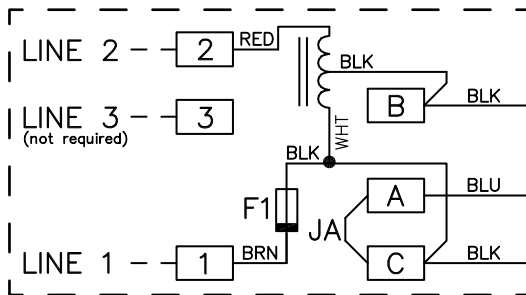 LINE 2 2 RED
BLK
B BLK
LINE 3 3
(not required)
WHT
BLK
A BLU
F1
JA
LINE 1 1 BRN
C BLK